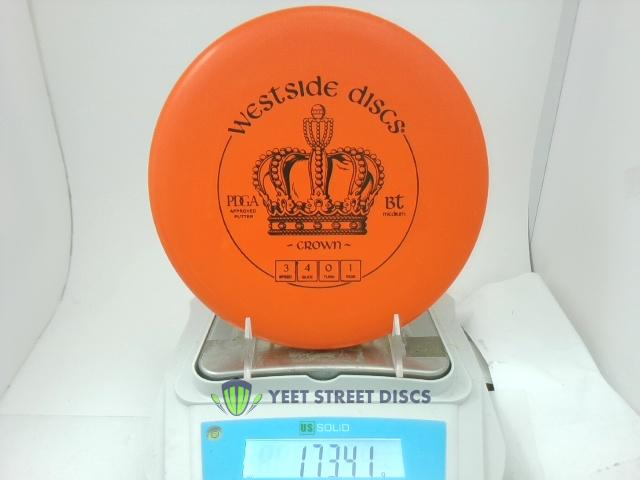 WESTSIDE DISCS
PDGA
APPROVED
PUTTER
BT
medium
~ CROWN ~
3 4 0 1
SPEED GLIDE TURN FADE
YEET STREET DISCS
US SOLID
173.41 g